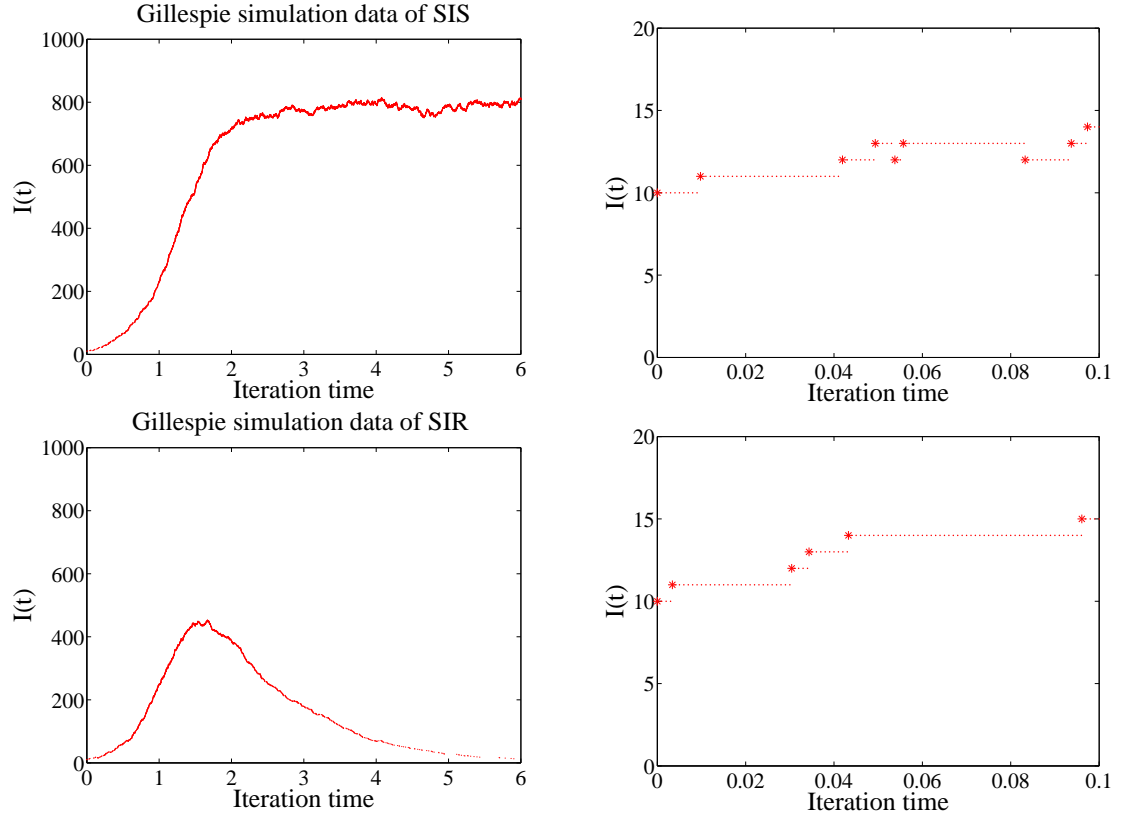 Gillespie simulation data of SIS
1000
800
600
400
200
0
I(t)
0 1 2 3 4 5 6
Iteration time
20
15
10
5
0
I(t)
0 0.02 0.04 0.06 0.08 0.1
Iteration time
Gillespie simulation data of SIR
1000
800
600
400
200
0
I(t)
0 1 2 3 4 5 6
Iteration time
20
15
10
5
0
I(t)
0 0.02 0.04 0.06 0.08 0.1
Iteration time